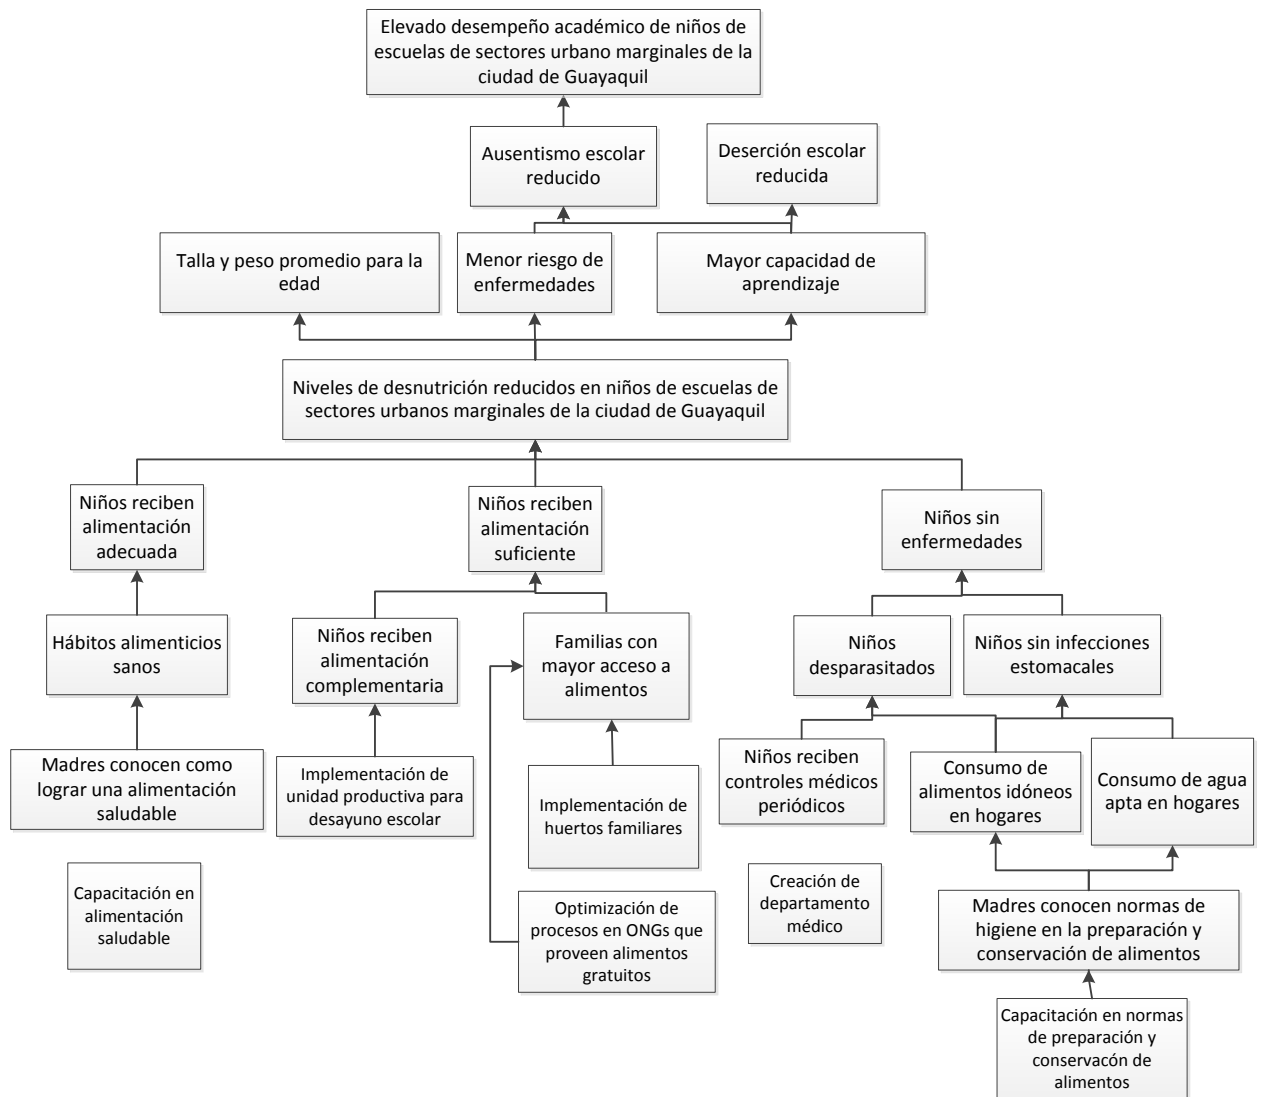 Elevado desempeño académico de niños de
escuelas de sectores urbano marginales de la
ciudad de Guayaquil
Ausentismo escolar
reducido
Deserción escolar
reducida
Talla y peso promedio para la
edad
Menor riesgo de
enfermedades
Mayor capacidad de
aprendizaje
Niveles de desnutrición reducidos en niños de escuelas de
sectores urbanos marginales de la ciudad de Guayaquil
Niños reciben
alimentación
adecuada
Niños reciben
alimentación
suficiente
Niños sin
enfermedades
Hábitos alimenticios
sanos
Niños reciben
alimentación
complementaria
Familias con
mayor acceso a
alimentos
Niños
desparasitados
Niños sin infecciones
estomacales
Madres conocen como
lograr una alimentación
saludable
Implementación de
unidad productiva para
desayuno escolar
Implementación de
huertos familiares
Niños reciben
controles médicos
periódicos
Consumo de
alimentos idóneos
en hogares
Consumo de agua
apta en hogares
Capacitación en
alimentación
saludable
Optimización de
procesos en ONGs que
proveen alimentos
gratuitos
Creación de
departamento
médico
Madres conocen normas de
higiene en la preparación y
conservación de alimentos
Capacitación en normas
de preparación y
conservacón de
alimentos